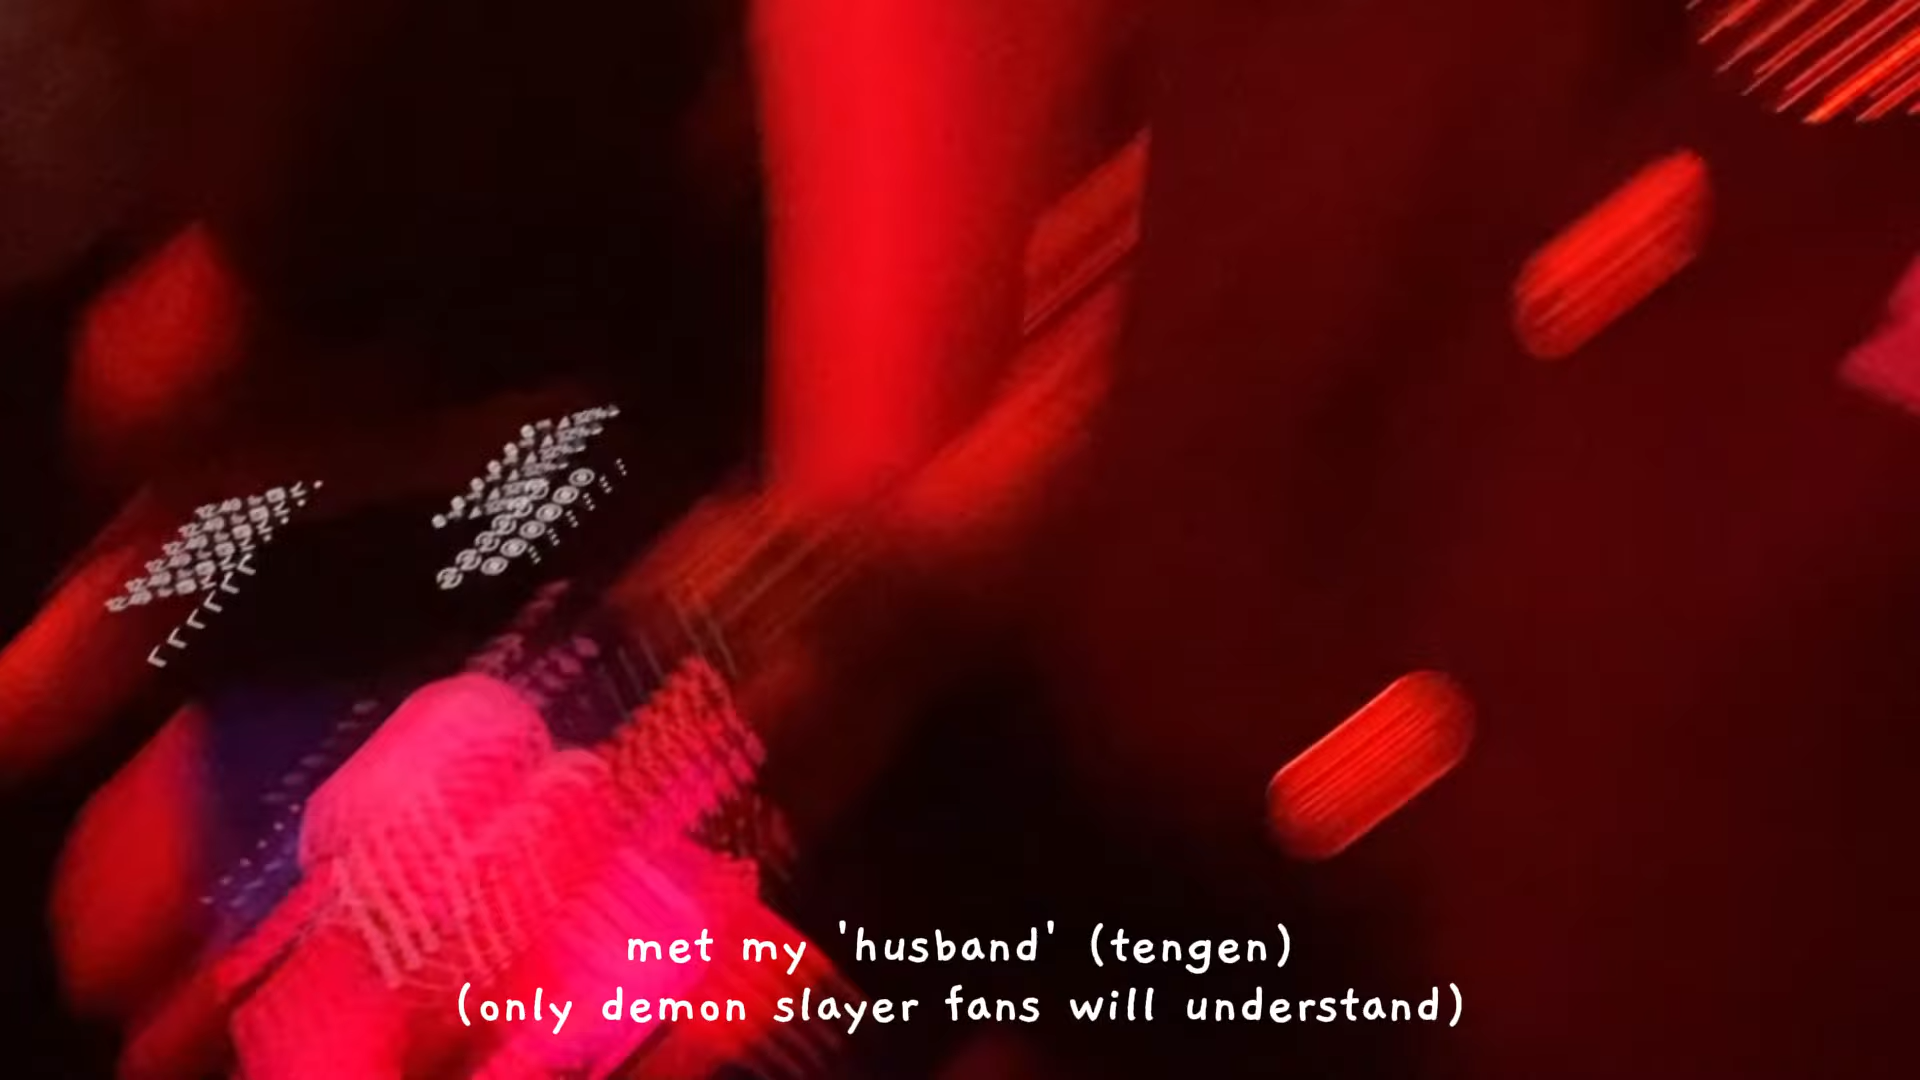 met my 'husband' (tengen)
(only demon slayer fans will understand)